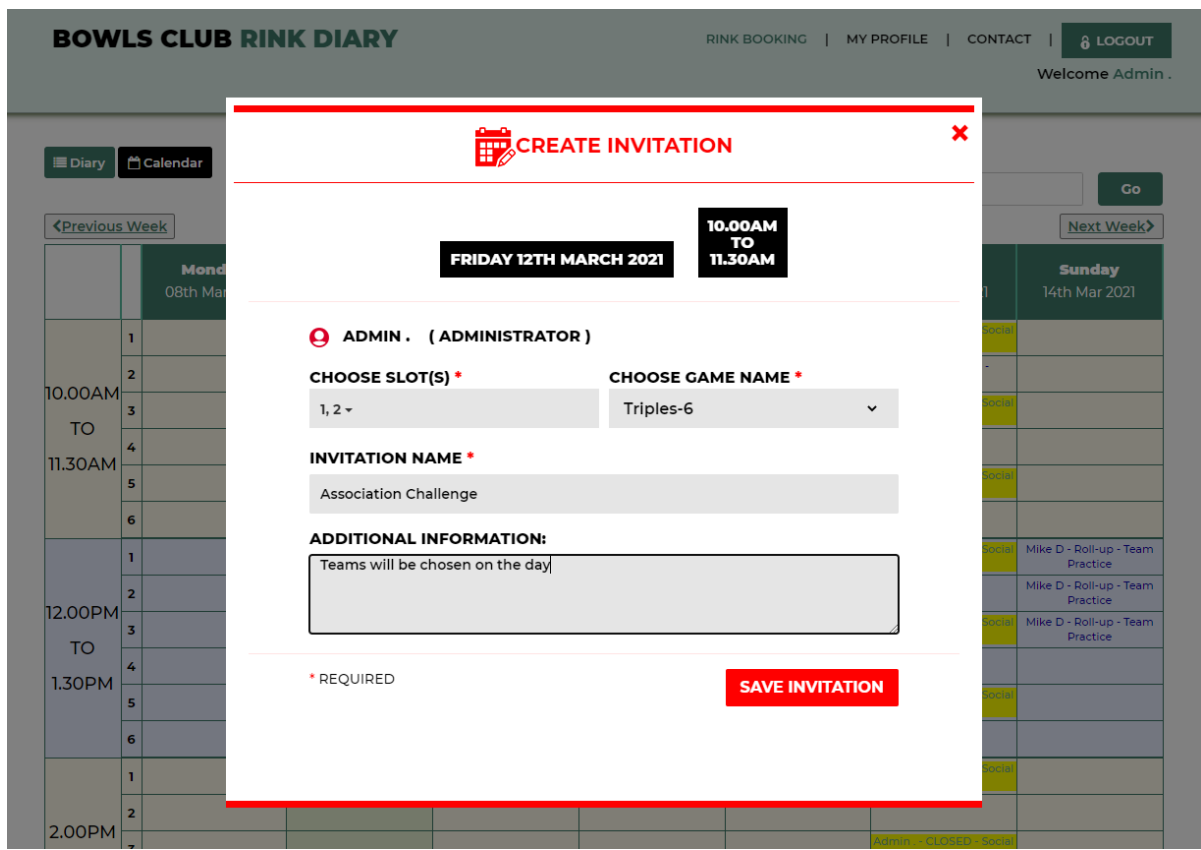 BOWLS CLUB RINK DIARY
RINK BOOKING | MY PROFILE | CONTACT | LOGOUT
Welcome Admin .
CREATE INVITATION
Diary
Calendar
Go
Previous Week
Next Week
FRIDAY 12TH MARCH 2021
10.00AM
TO
11.30AM
Mond
08th Mar
Sunday
14th Mar 2021
ADMIN . ( ADMINISTRATOR )
CHOOSE SLOT(S) *
CHOOSE GAME NAME *
1, 2
Triples-6
INVITATION NAME *
Association Challenge
ADDITIONAL INFORMATION:
Teams will be chosen on the day
* REQUIRED
SAVE INVITATION
10.00AM
TO
11.30AM
1
Social
2
-
3
Social
4
5
Social
6
12.00PM
TO
1.30PM
1
Social
Mike D - Roll-up - Team
Practice
2
Mike D - Roll-up - Team
Practice
3
Social
Mike D - Roll-up - Team
Practice
4
5
Social
6
2.00PM
1
Social
2
Admin . - CLOSED - Social